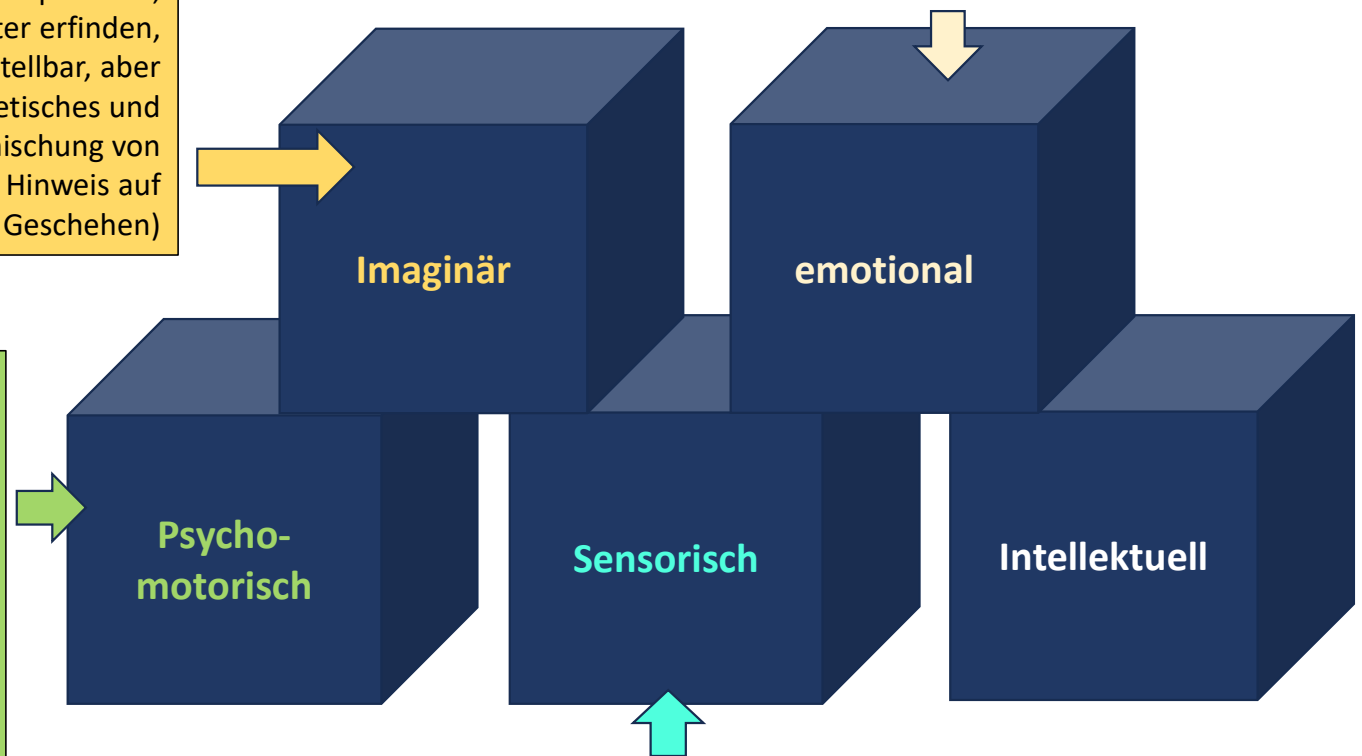 ter erfinden,
tellbar, aber
etisches und
ischung von
Hinweis auf
Geschehen)
Imaginär
emotional
Psycho-
motorisch
Sensorisch
Intellektuell